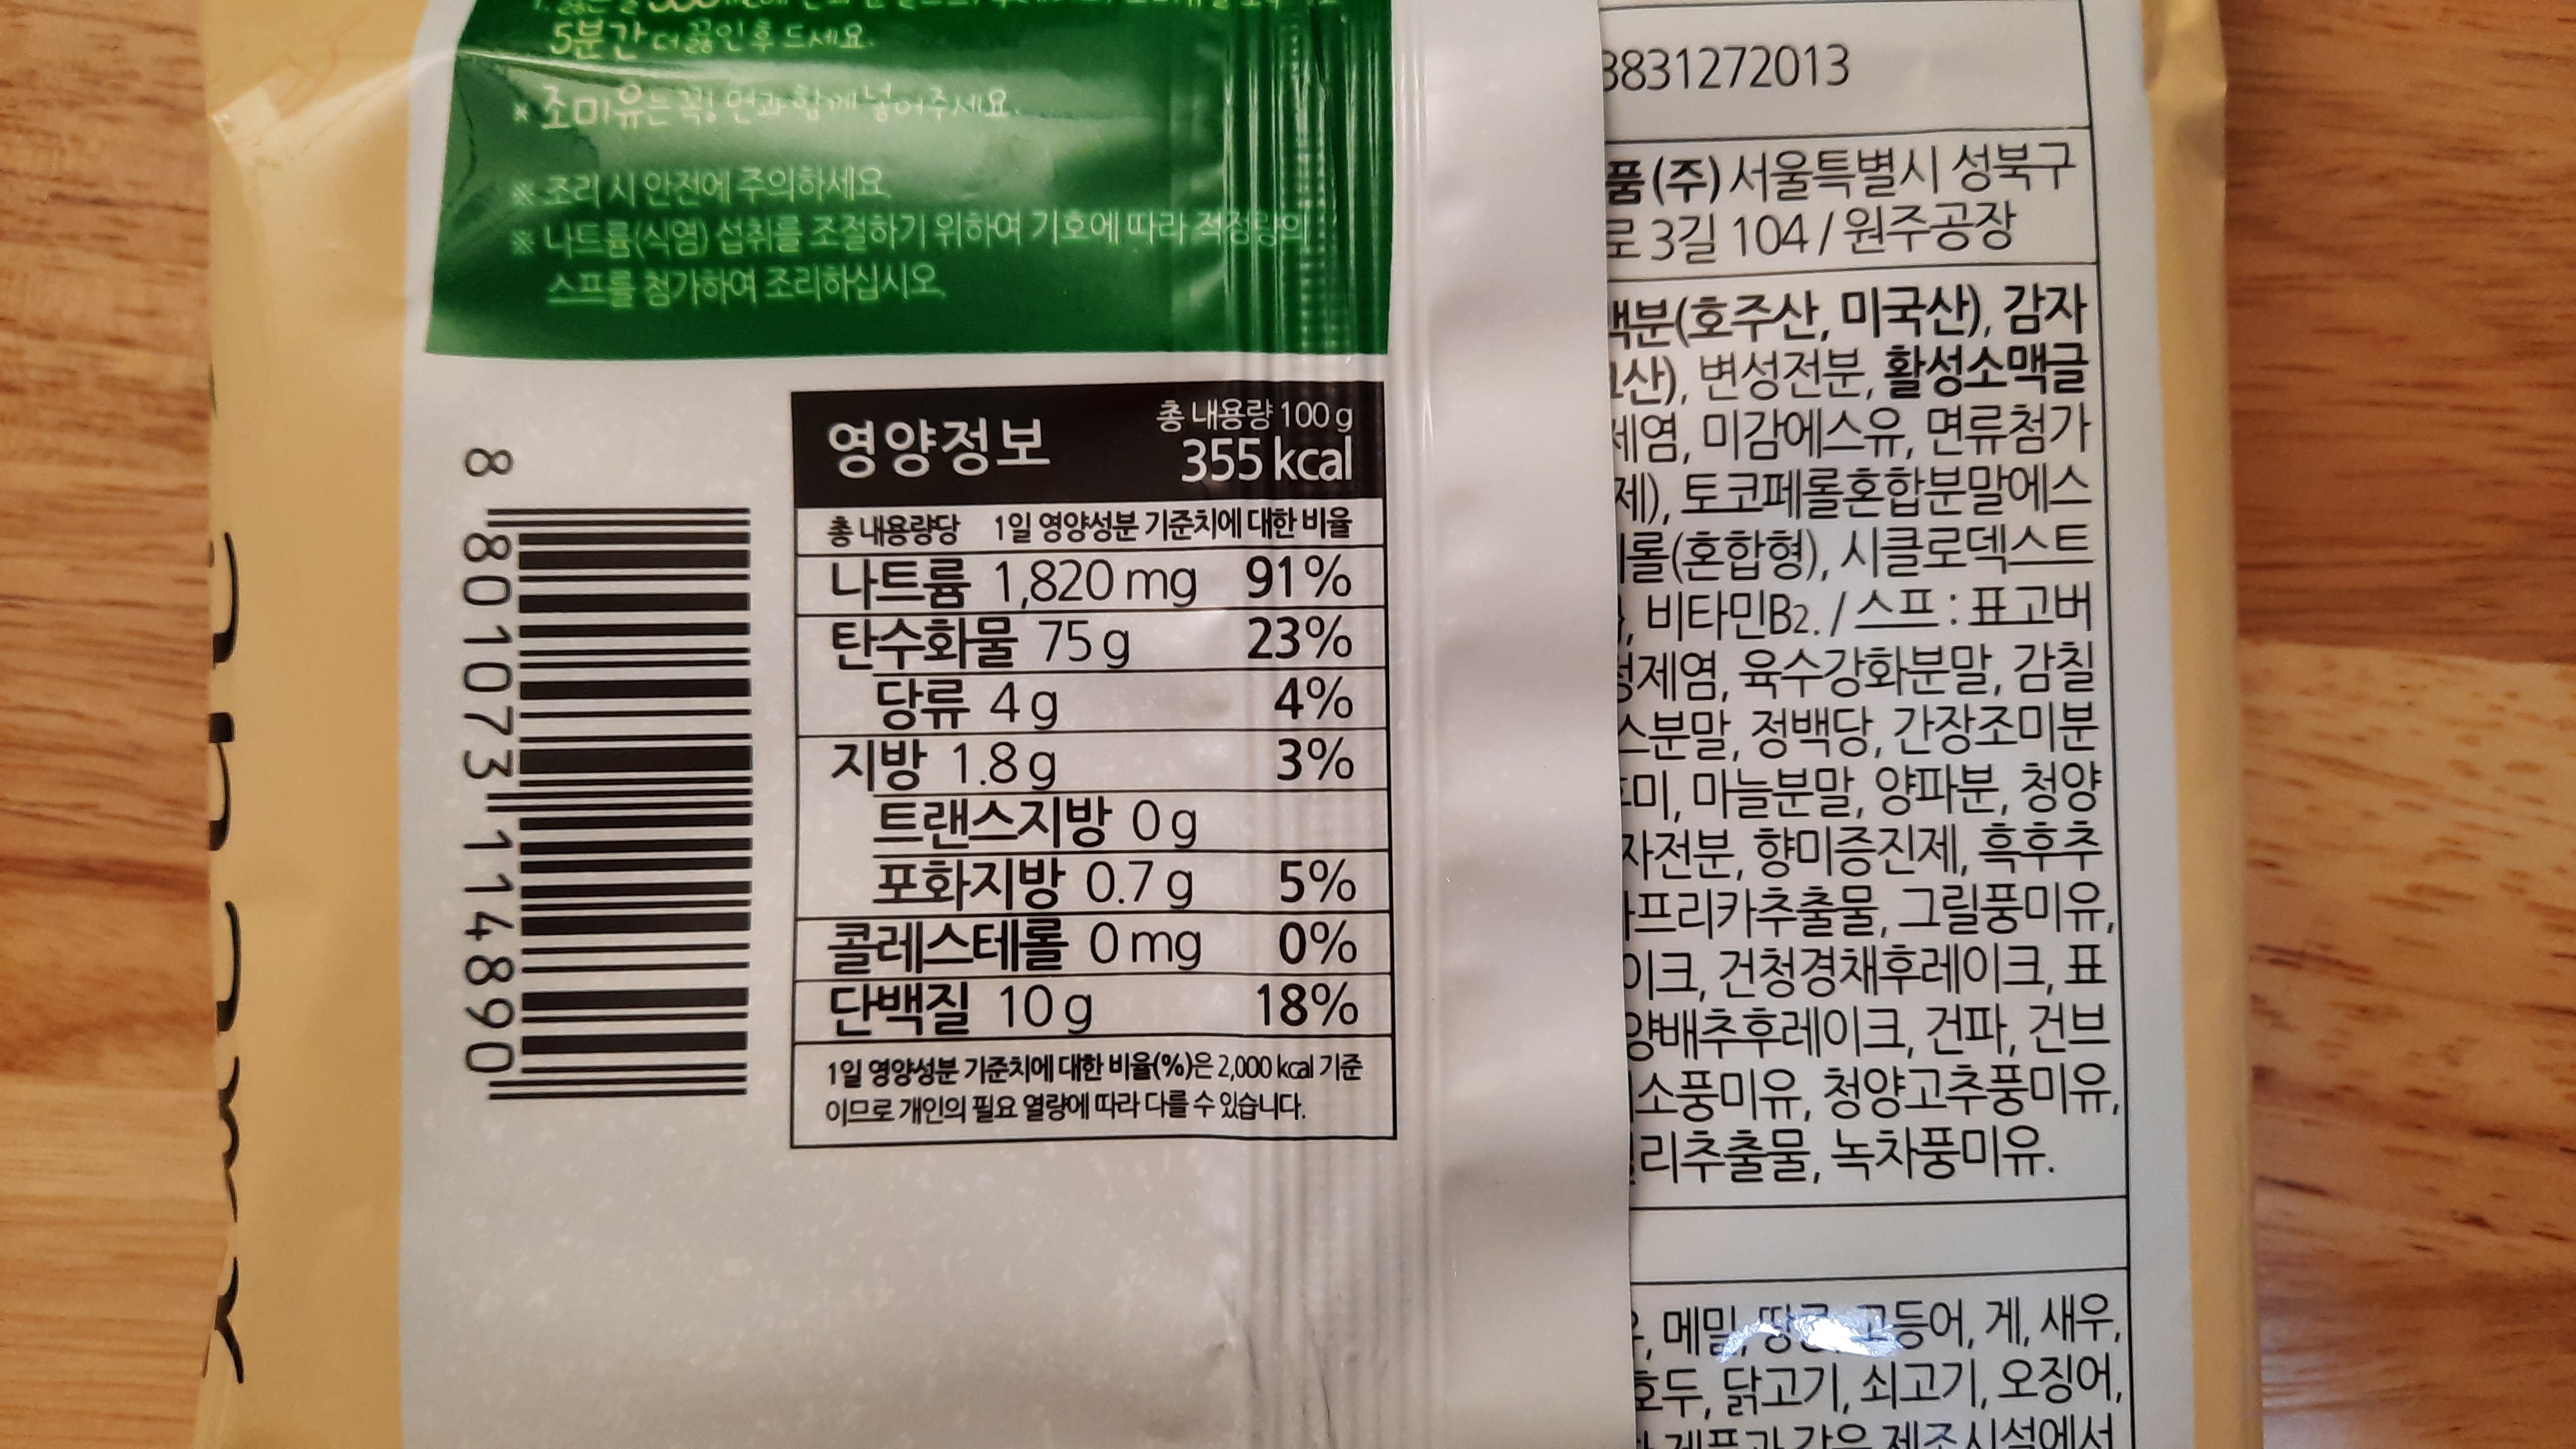 5분간 더 끓인 후 드세요.
* 조미유는 꼭! 면과 함께 넣어주세요.
※ 조리 시 안전에 주의하세요.
※ 나트륨(식염) 섭취를 조절하기 위하여 기호에 따라 적정량의
스프를 첨가하여 조리하십시오.
영양정보
총 내용량 100 g
355 kcal
총 내용량당 1일 영양성분 기준치에 대한 비율
나트륨 1,820 mg 91%
탄수화물 75 g 23%
당류 4 g 4%
지방 1.8 g 3%
트랜스지방 0 g
포화지방 0.7 g 5%
콜레스테롤 0 mg 0%
단백질 10 g 18%
1일 영양성분 기준치에 대한 비율(%)은 2,000 kcal 기준
이므로 개인의 필요 열량에 따라 다를 수 있습니다.
8 801073 114890
3831272013
품(주) 서울특별시 성북구
로 3길 104 / 원주공장
맥분(호주산, 미국산), 감자
산), 변성전분, 활성소맥글
제염, 미감에스유, 면류첨가
제), 토코페롤혼합분말에스
롤(혼합형), 시클로덱스트
, 비타민B2. / 스프 : 표고버
정제염, 육수강화분말, 감칠
스분말, 정백당, 간장조미분
미, 마늘분말, 양파분, 청양
자전분, 향미증진제, 흑후추
프리카추출물, 그릴풍미유,
이크, 건청경채후레이크, 표
양배추후레이크, 건파, 건브
소풍미유, 청양고추풍미유,
리추출물, 녹차풍미유.
, 메밀, 땅콩, 고등어, 게, 새우,
호두, 닭고기, 쇠고기, 오징어,
제품과 같은 제조시설에서